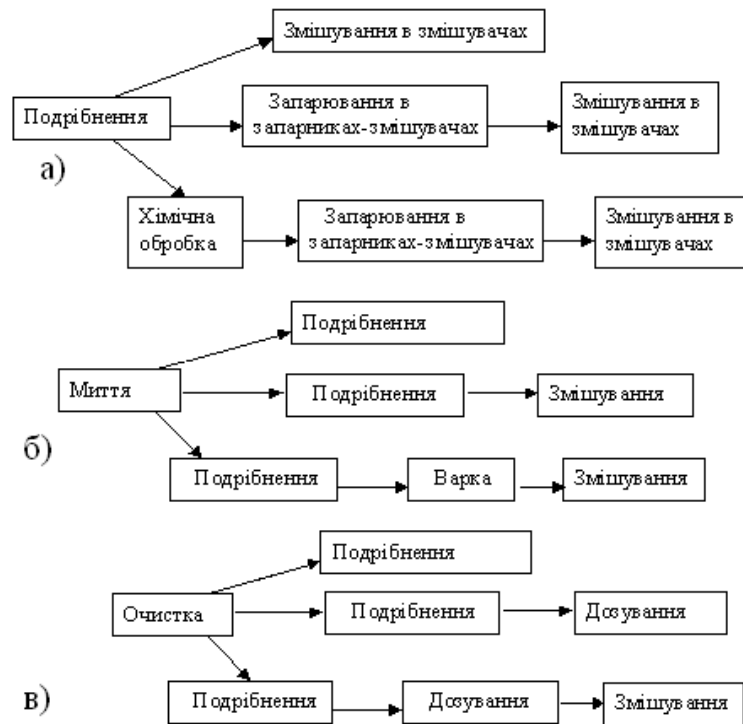 Змішування в змішувачах
Подрібнення
Запарювання в
запарниках-змішувачах
Змішування в
змішувачах
а)
Хімічна
обробка
Запарювання в
запарниках-змішувачах
Змішування в
змішувачах
Подрібнення
Миття
Подрібнення
Змішування
б)
Подрібнення
Варка
Змішування
Подрібнення
Очистка
Подрібнення
Дозування
в)
Подрібнення
Дозування
Змішування